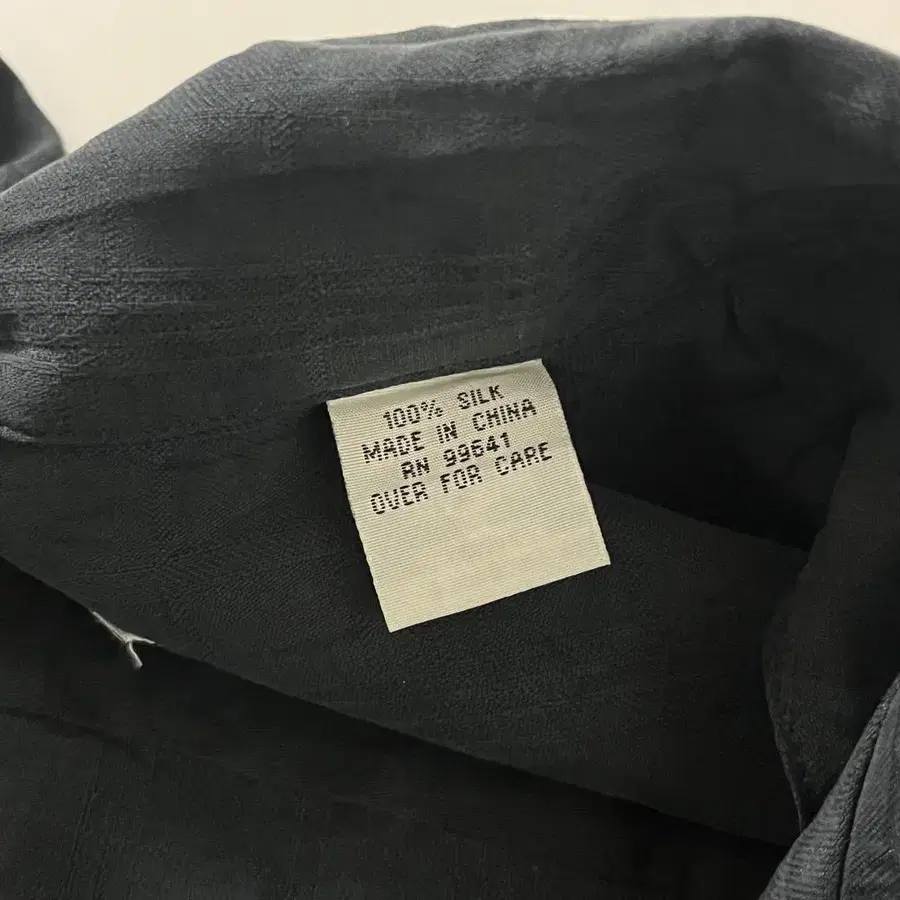 100% SILK
MADE IN CHINA
RN 99641
OVER FOR CARE